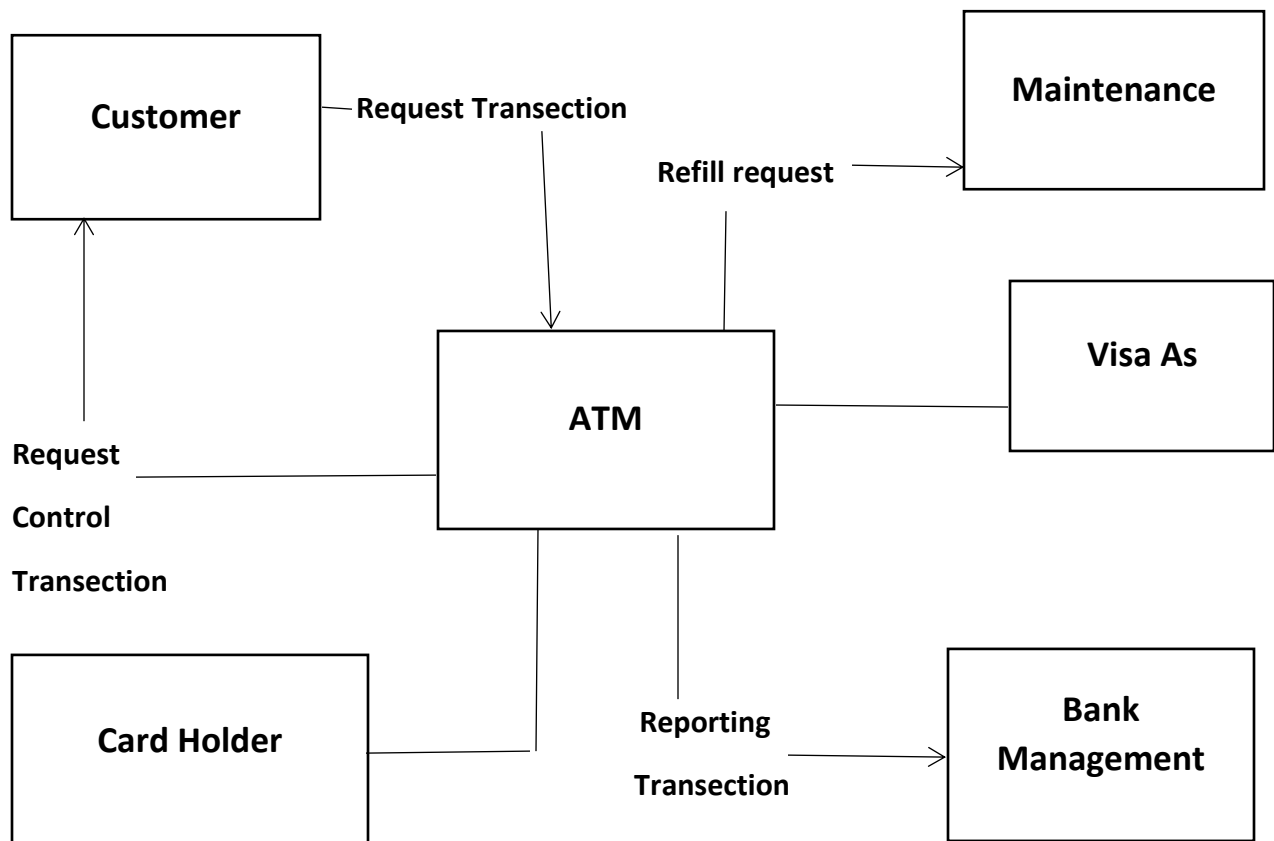 Customer
Request Transection
Maintenance
Refill request
Visa As
ATM
Request
Control
Transection
Card Holder
Reporting
Transection
Bank
Management